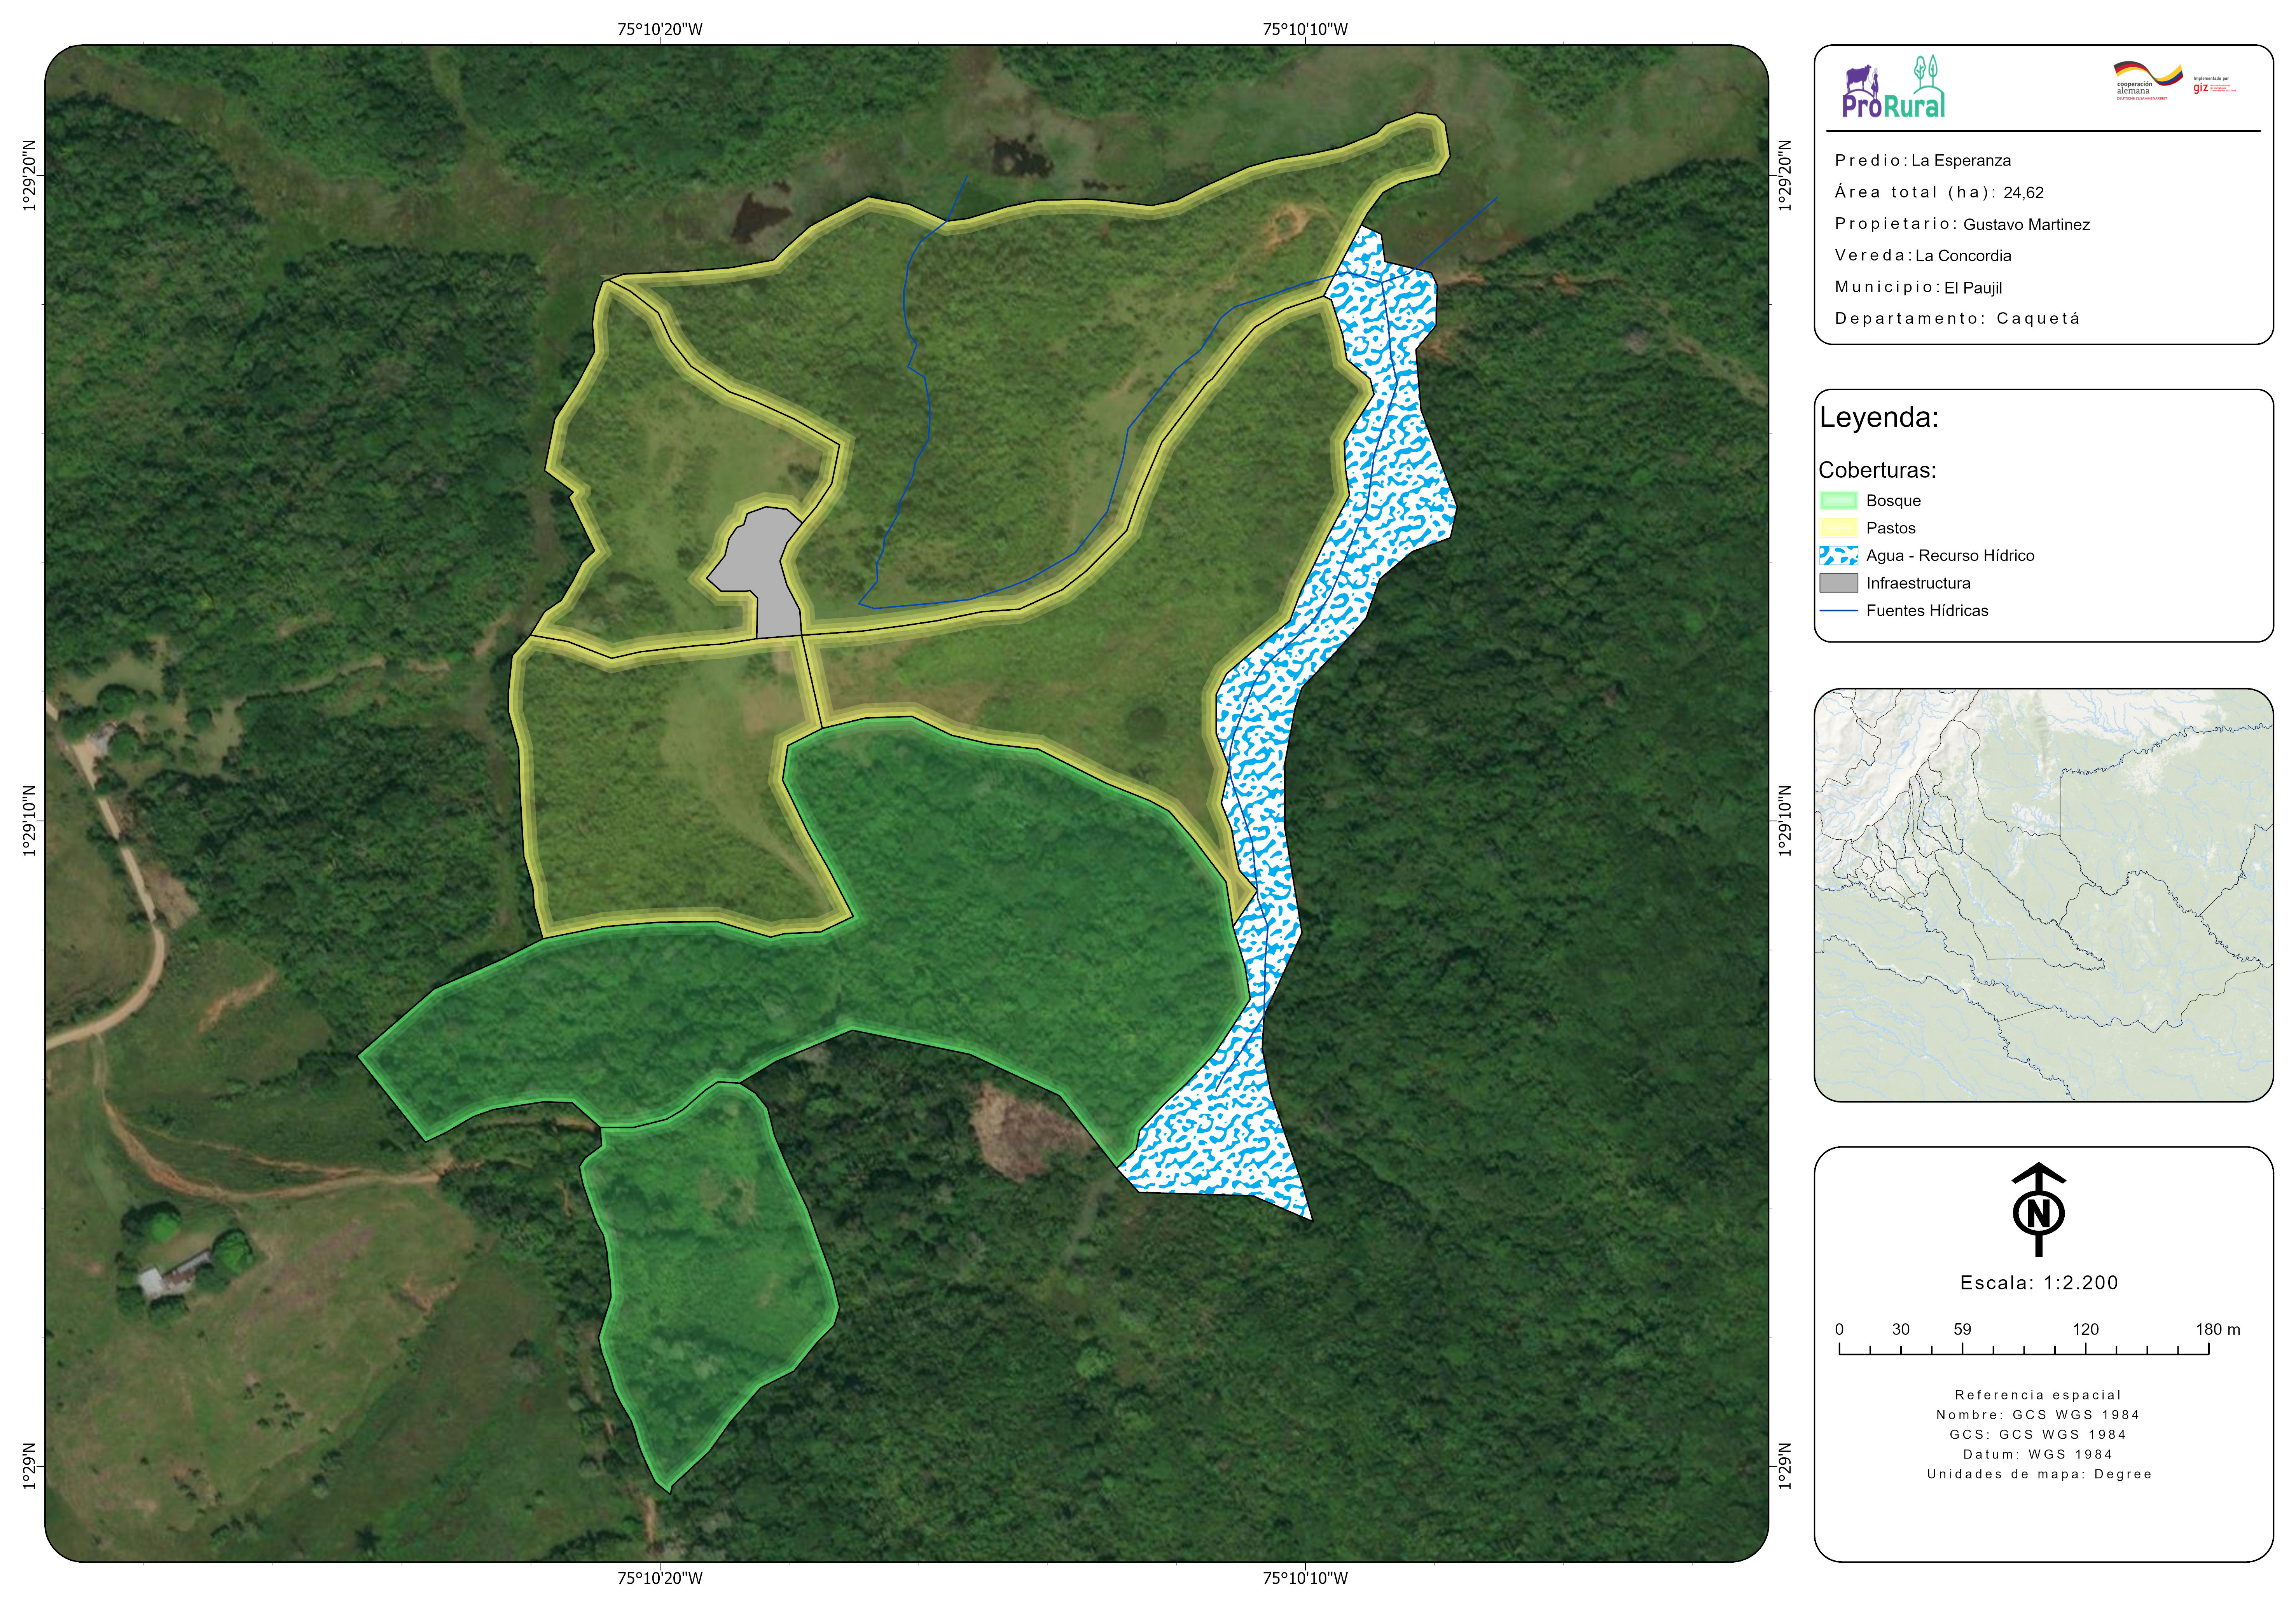 75°10'20"W
75°10'10"W
1°29'20"N
1°29'10"N
1°29'N
1°29'20"N
1°29'10"N
1°29'N
75°10'20"W
75°10'10"W
ProRural
cooperación
alemana
DEUTSCHE ZUSAMMENARBEIT
Implementada por
giz
Predio: La Esperanza
Área total (ha): 24,62
Propietario: Gustavo Martinez
Vereda: La Concordia
Municipio: El Paujil
Departamento: Caquetá
Leyenda:
Coberturas:
Bosque
Pastos
Agua - Recurso Hídrico
Infraestructura
Fuentes Hídricas
N
Escala: 1:2.200
0 30 59 120 180 m
Referencia espacial
Nombre: GCS WGS 1984
GCS: GCS WGS 1984
Datum: WGS 1984
Unidades de mapa: Degree